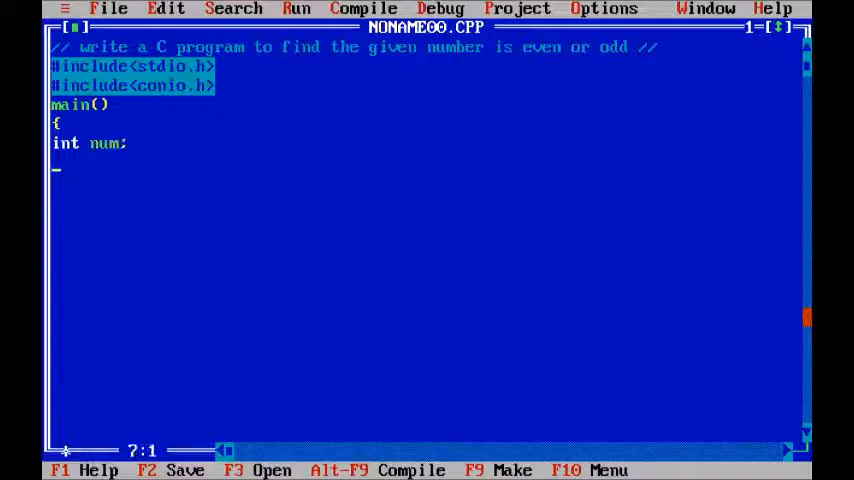 ≡ File Edit Search Run Compile Debug Project Options Window Help
[■] NONAME00.CPP 1=[↕]
// write a C program to find the given number is even or odd //
#include<stdio.h>
#include<conio.h>
main()
{
int num;
7:1
F1 Help F2 Save F3 Open Alt-F9 Compile F9 Make F10 Menu